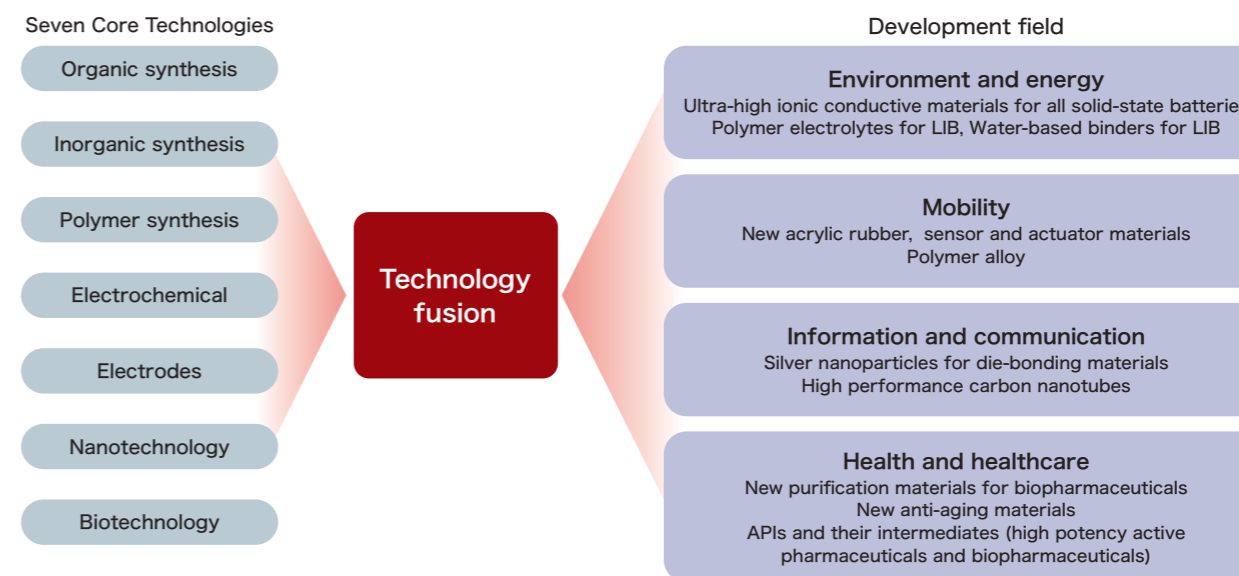 Seven Core Technologies
Organic synthesis
Inorganic synthesis
Polymer synthesis
Electrochemical
Electrodes
Nanotechnology
Biotechnology
Technology
fusion
Development field
Environment and energy
Ultra-high ionic conductive materials for all solid-state batterie
Polymer electrolytes for LIB, Water-based binders for LIB
Mobility
New acrylic rubber, sensor and actuator materials
Polymer alloy
Information and communication
Silver nanoparticles for die-bonding materials
High performance carbon nanotubes
Health and healthcare
New purification materials for biopharmaceuticals
New anti-aging materials
APIs and their intermediates (high potency active
pharmaceuticals and biopharmaceuticals)